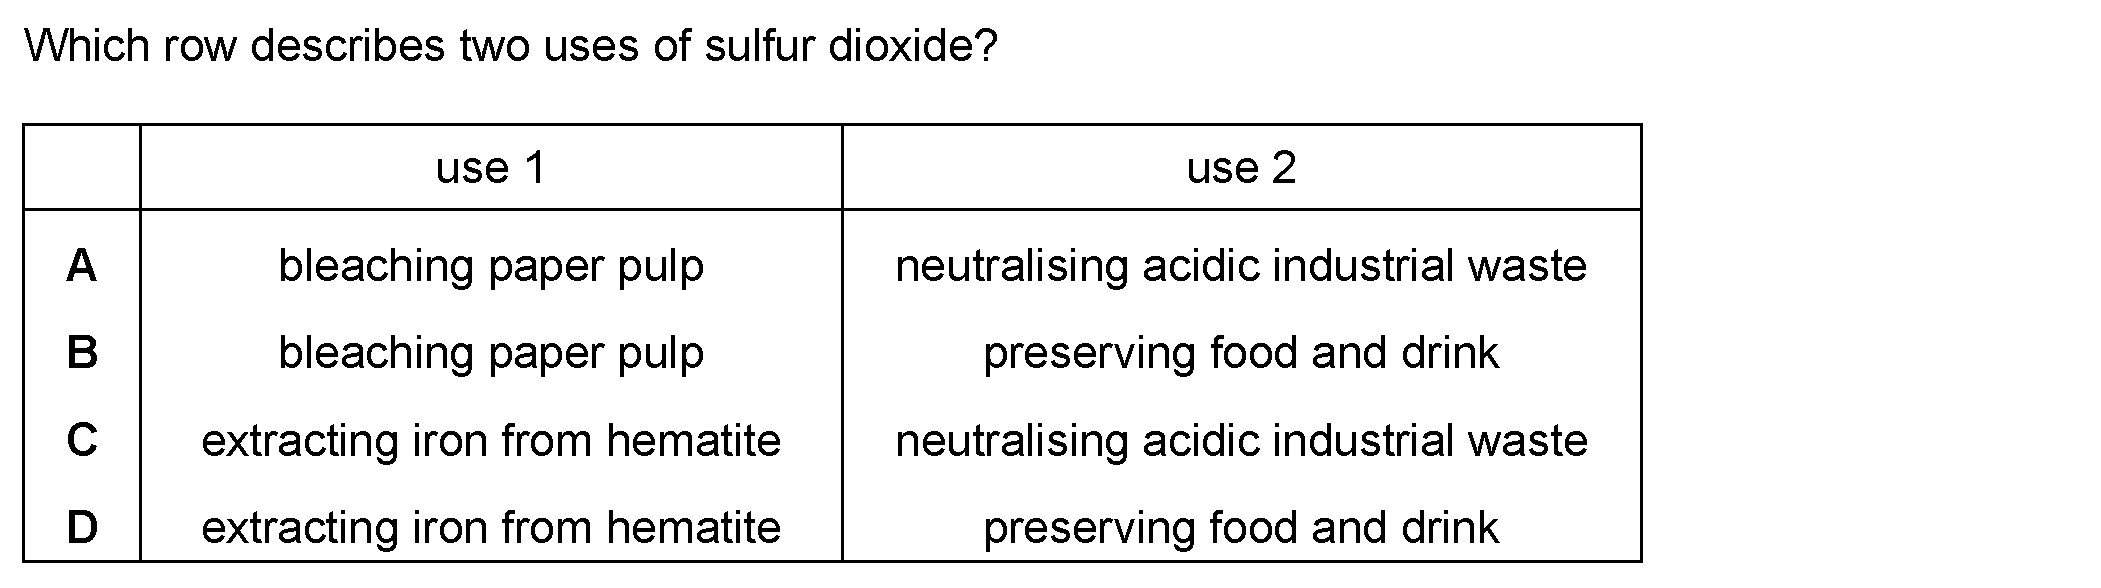 Which row describes two uses of sulfur dioxide?
use 1 use 2
A bleaching paper pulp neutralising acidic industrial waste
B bleaching paper pulp preserving food and drink
C extracting iron from hematite neutralising acidic industrial waste
D extracting iron from hematite preserving food and drink